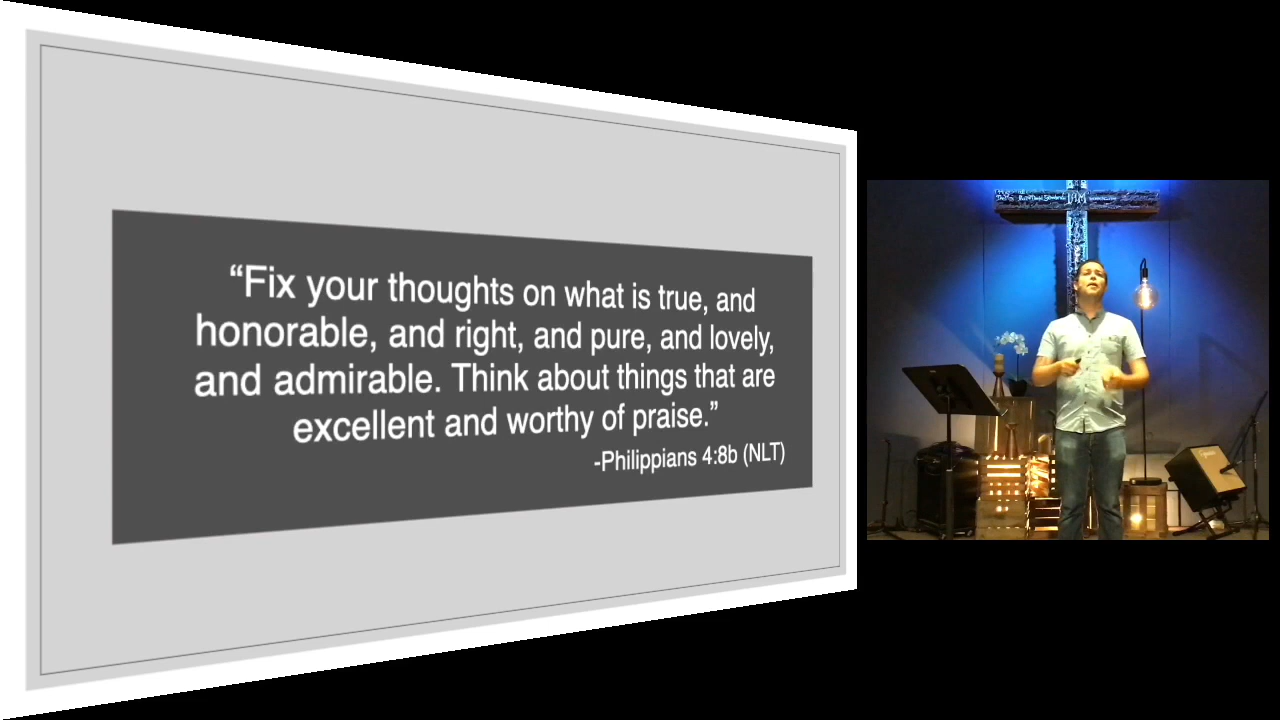 “Fix your thoughts on what is true, and
honorable, and right, and pure, and lovely,
and admirable. Think about things that are
excellent and worthy of praise.”
-Philippians 4:8b (NLT)
I AM